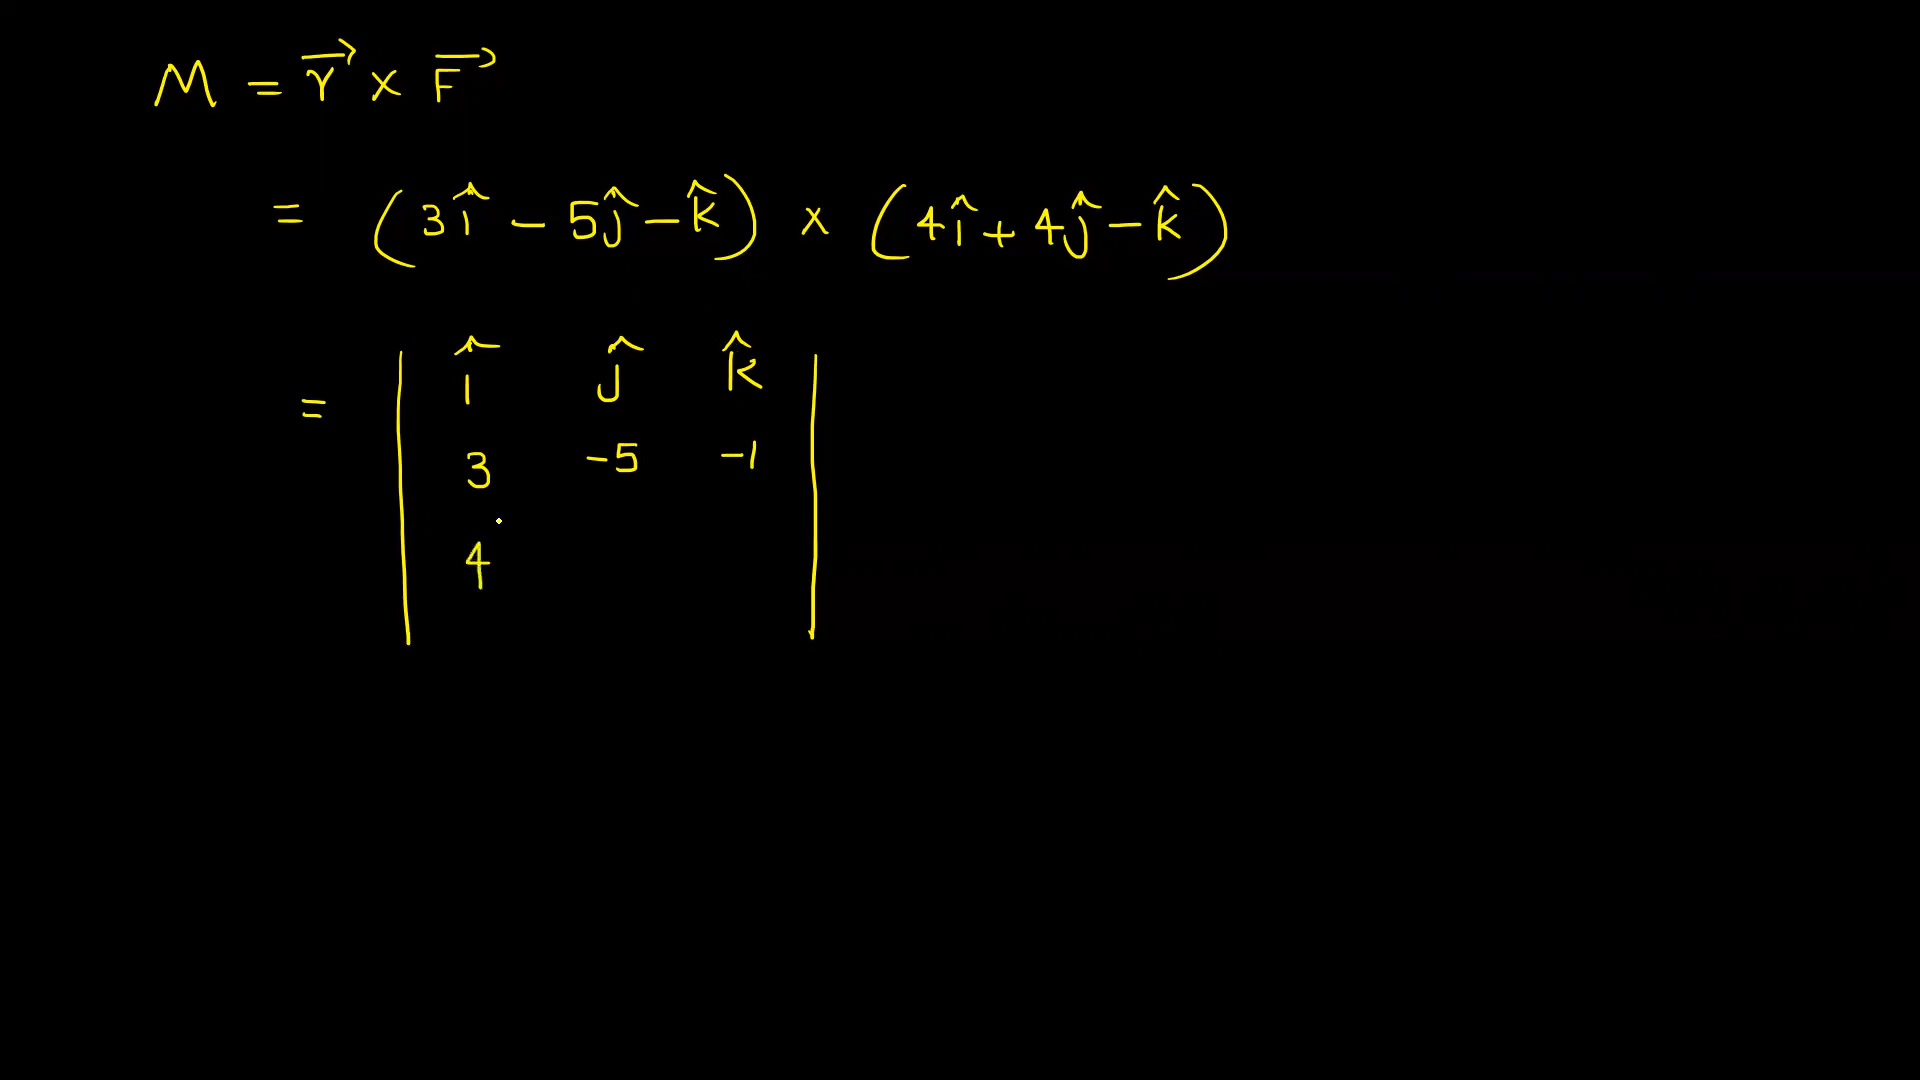 M = r⃗ × F⃗
= (3î - 5ĵ - k̂) × (4î + 4ĵ - k̂)
= | î ĵ k̂ |
3 -5 -1
4